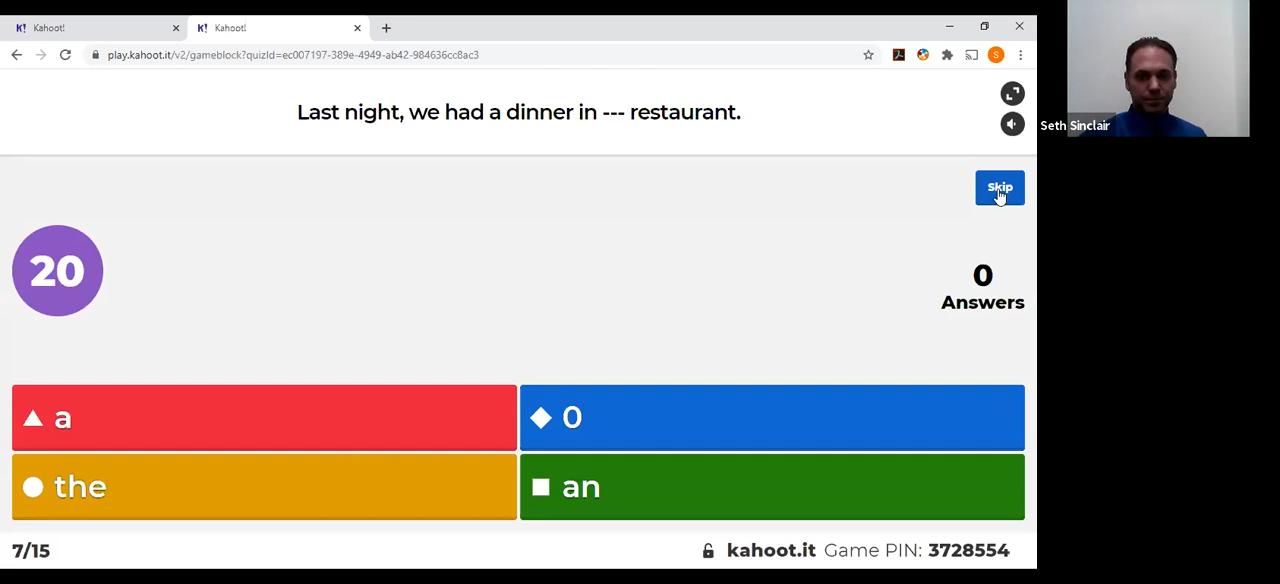 K! Kahoot!
K! Kahoot!
play.kahoot.it/v2/gameblock?quizId=ec007197-389e-4949-ab42-984636cc8ac3
S
Last night, we had a dinner in --- restaurant.
Seth Sinclair
Skip
20
0
Answers
a
0
the
an
7/15
kahoot.it Game PIN: 3728554